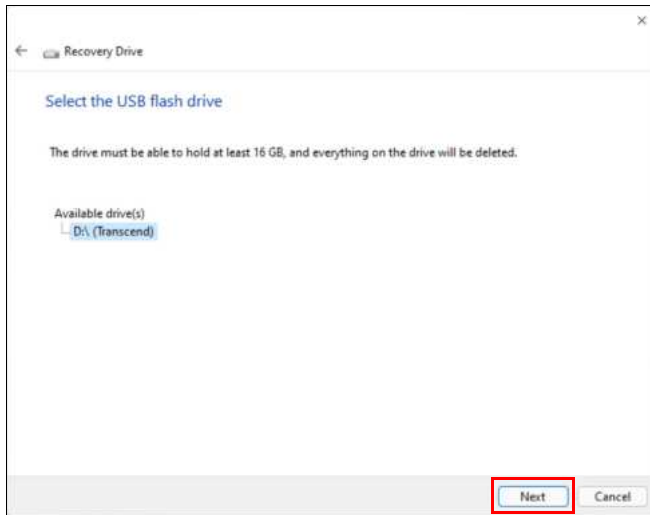 Recovery Drive
Select the USB flash drive
The drive must be able to hold at least 16 GB, and everything on the drive will be deleted.
Available drive(s)
D:\ (Transcend)
Next Cancel